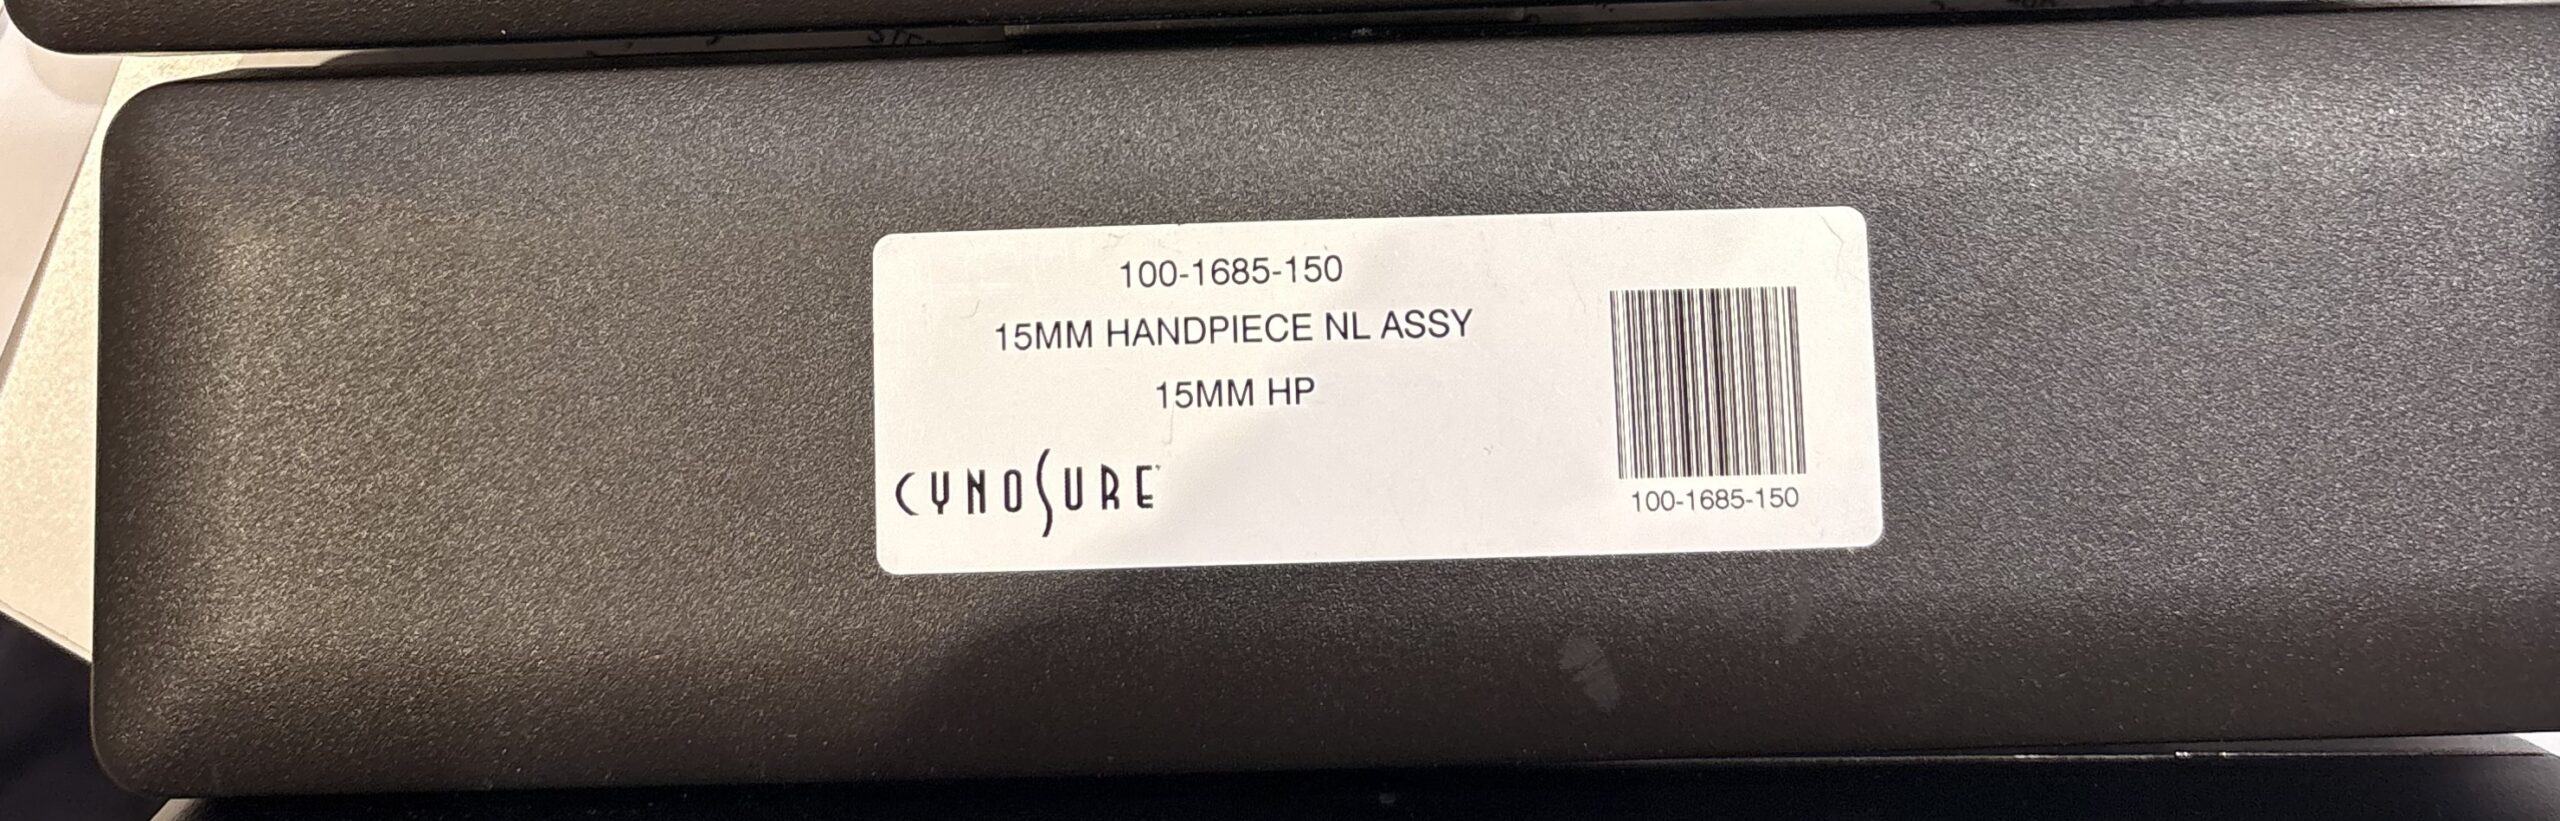 100-1685-150
15MM HANDPIECE NL ASSY
15MM HP
CYNOSURE
100-1685-150